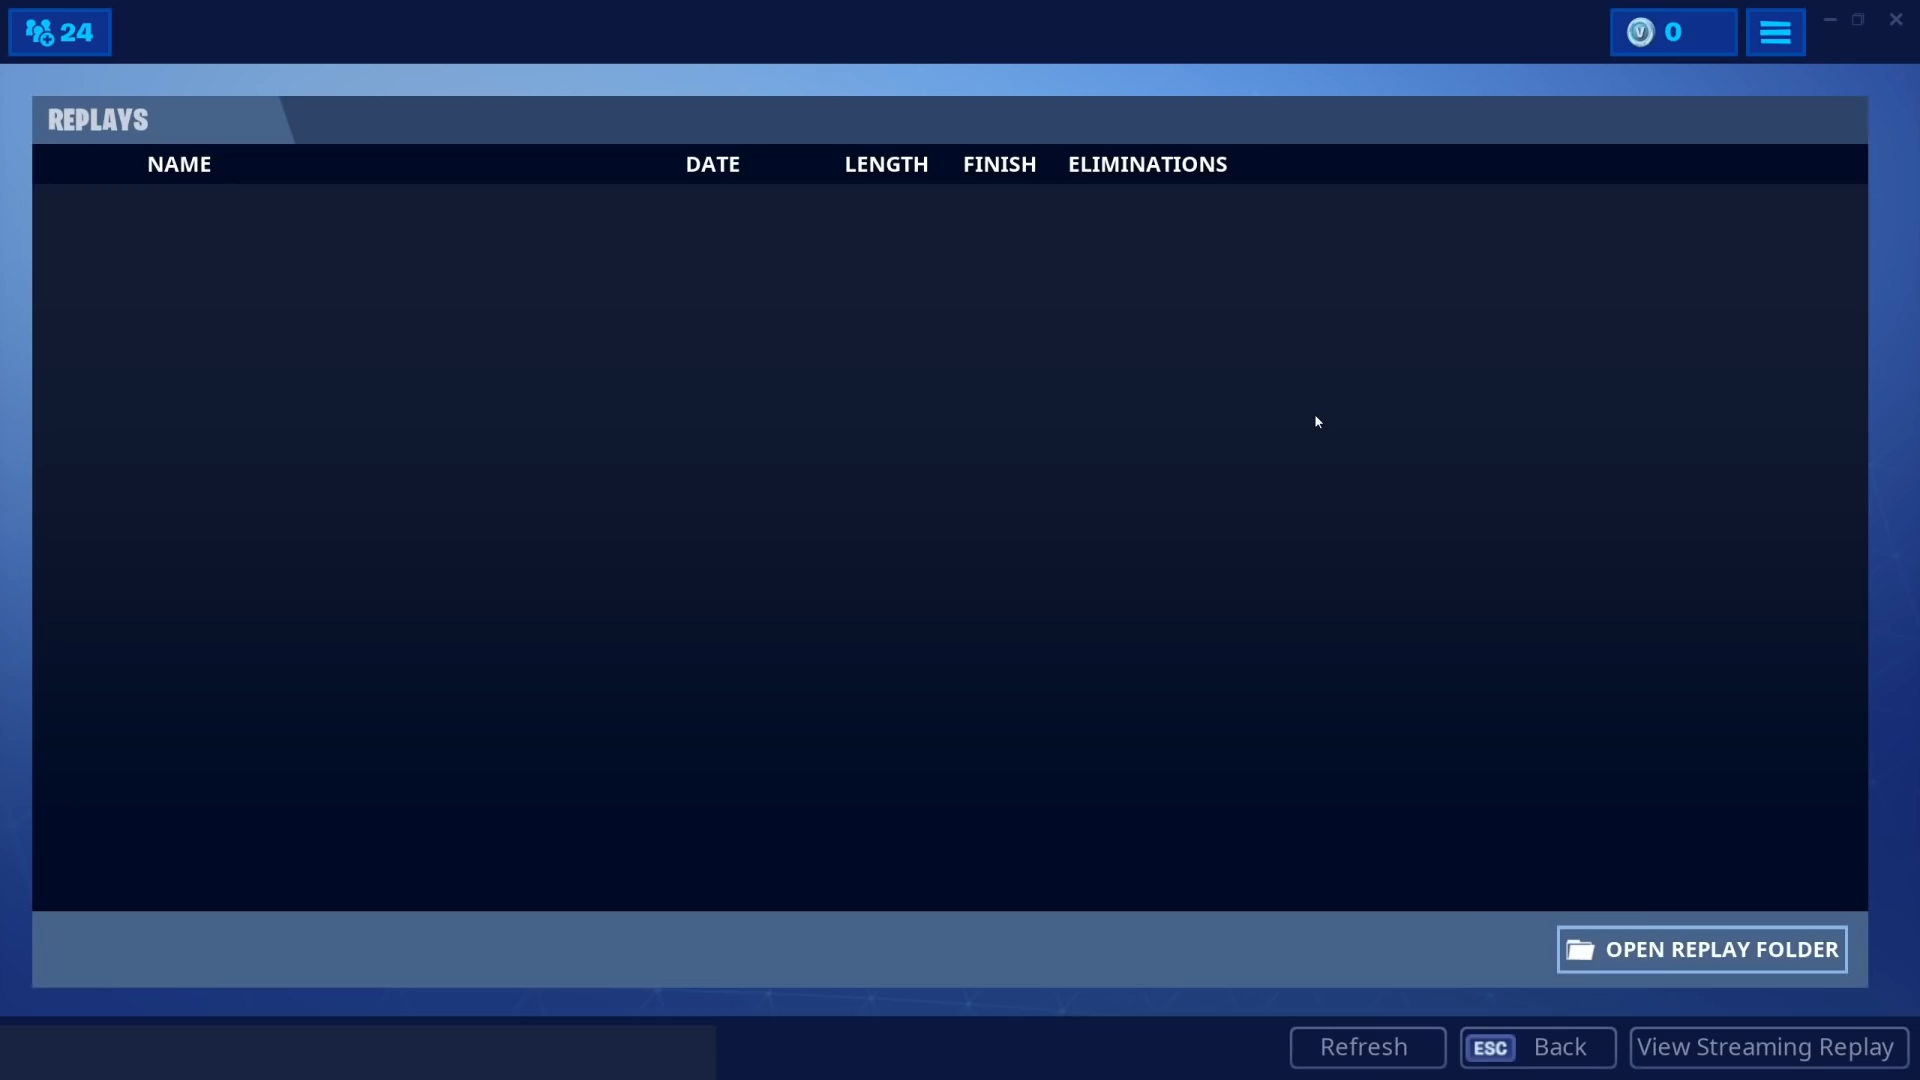 24
0
REPLAYS
NAME DATE LENGTH FINISH ELIMINATIONS
OPEN REPLAY FOLDER
Refresh ESC Back View Streaming Replay